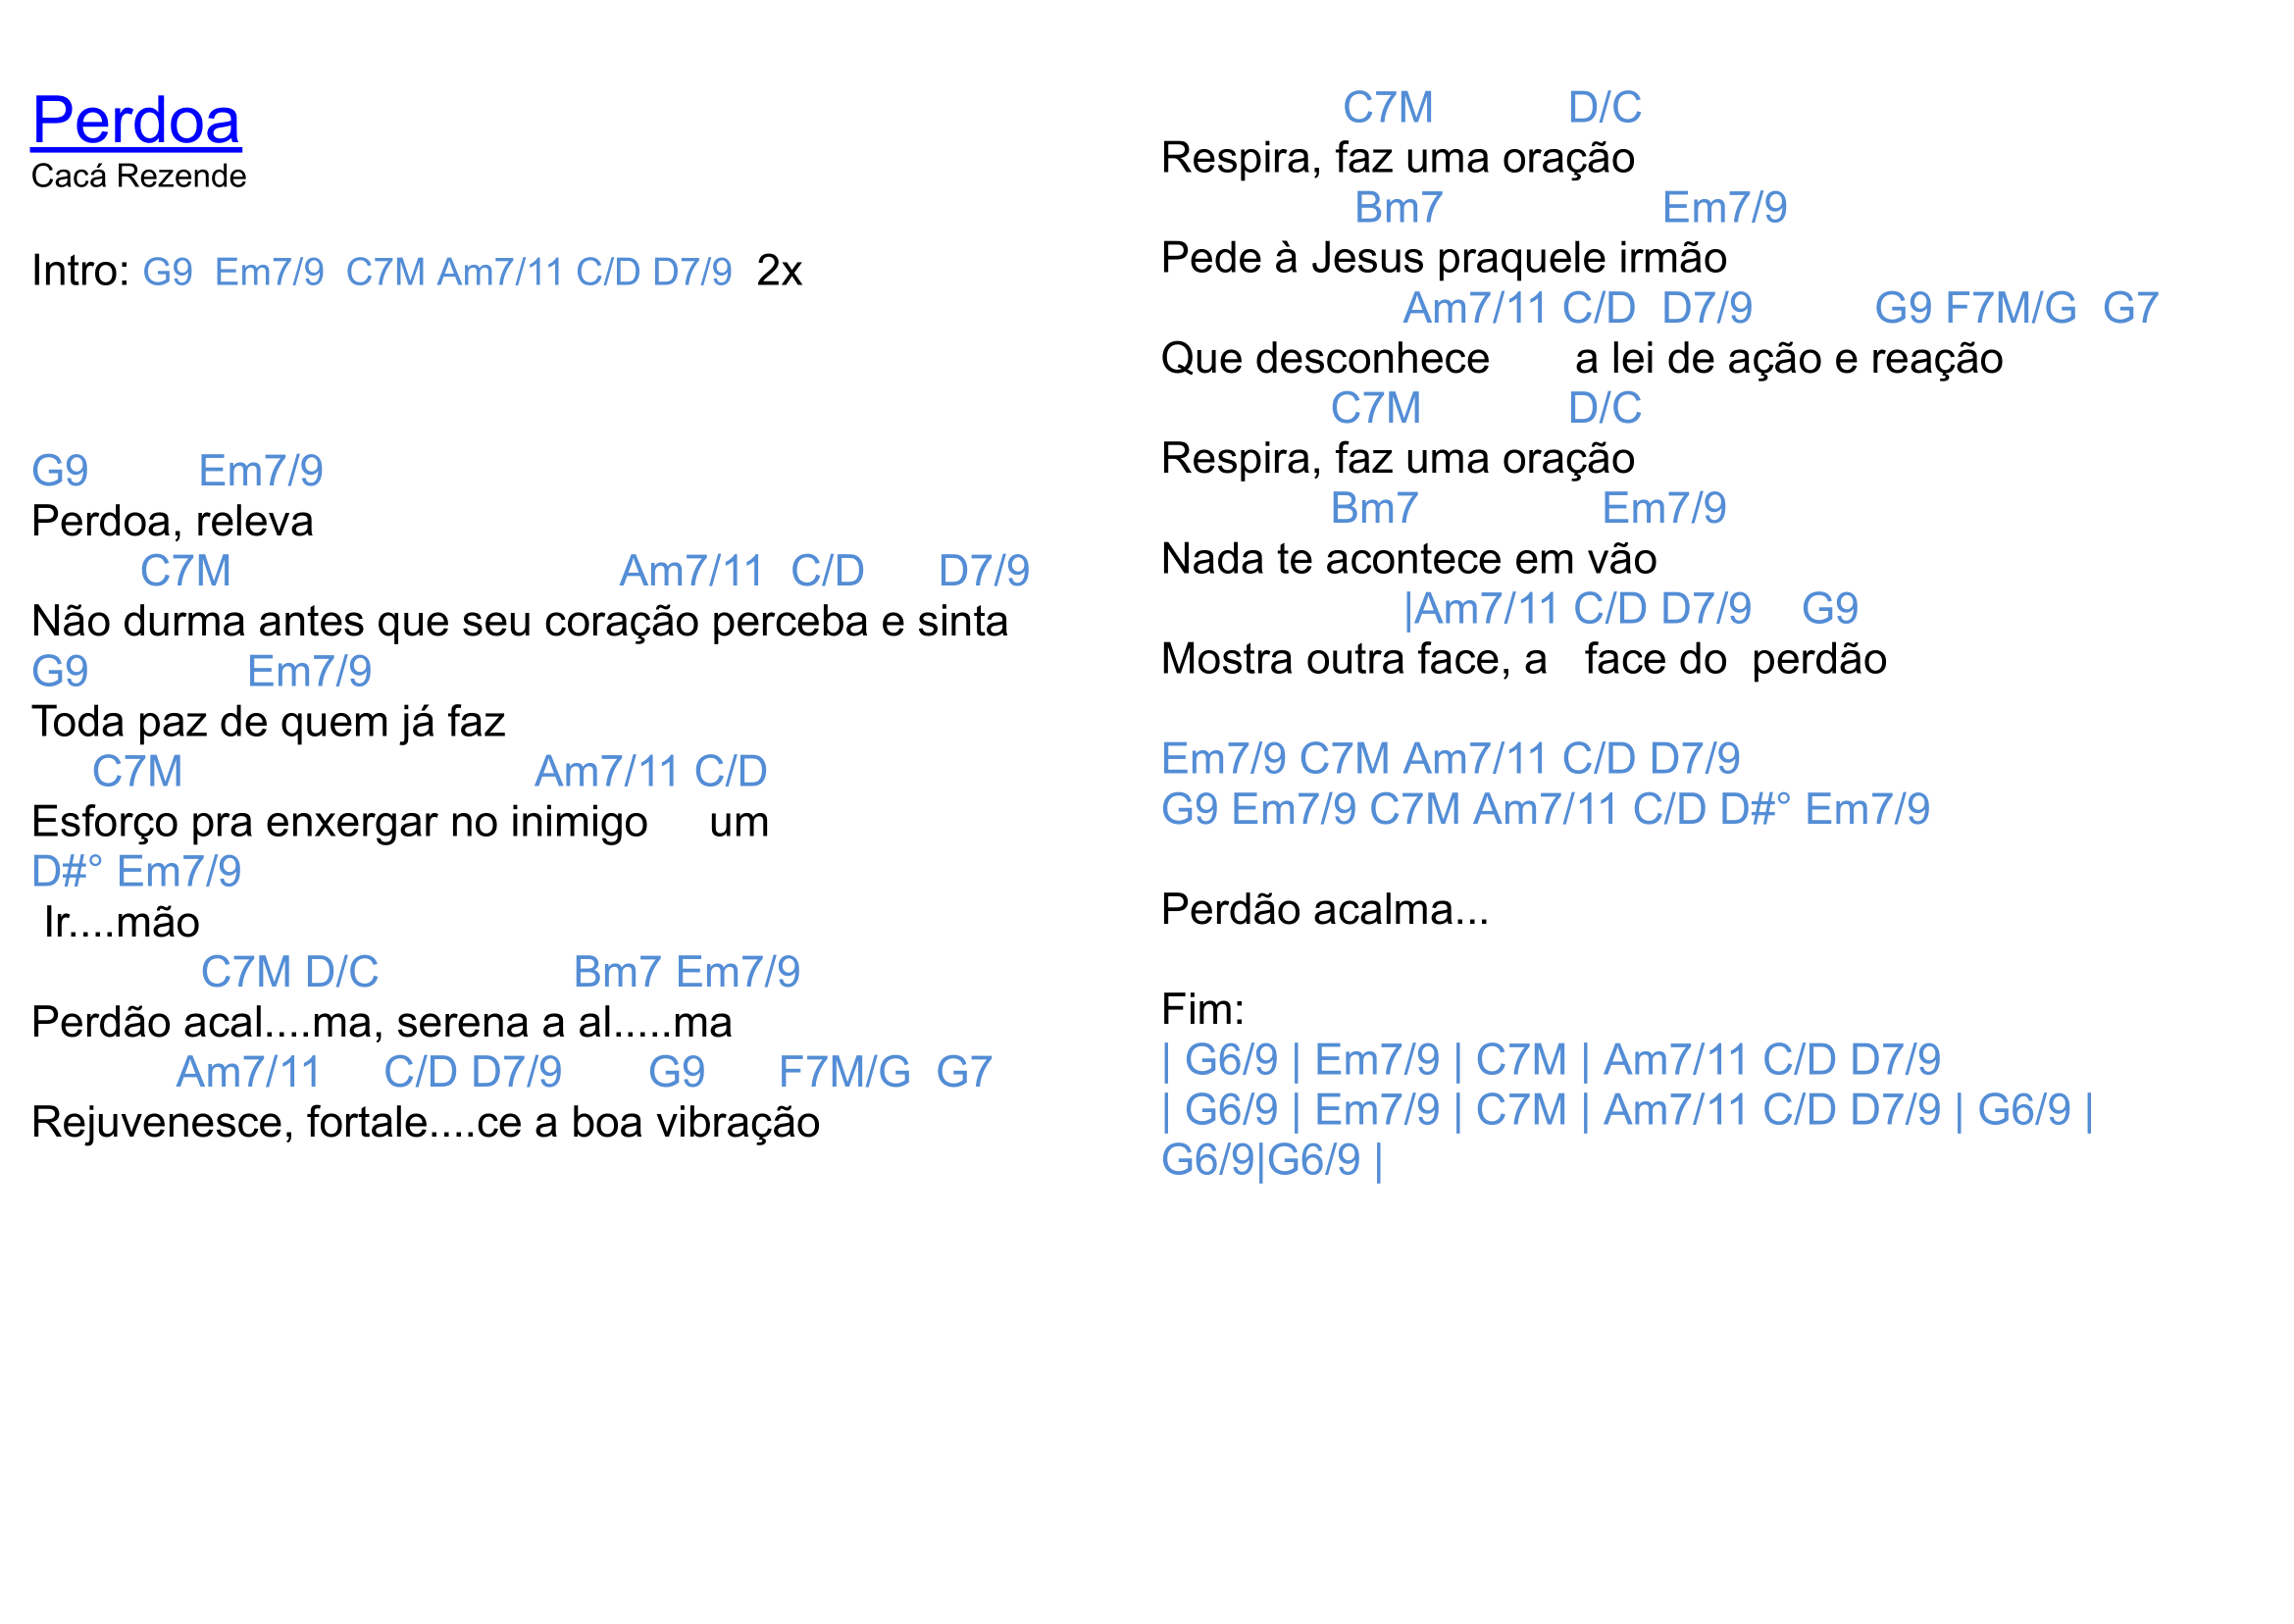 Perdoa
Cacá Rezende
Intro: G9  Em7/9  C7M Am7/11 C/D D7/9  2x
G9         Em7/9
Perdoa, releva
         C7M                                Am7/11  C/D      D7/9
Não durma antes que seu coração perceba e sinta
G9             Em7/9
Toda paz de quem já faz
     C7M                             Am7/11 C/D
Esforço pra enxergar no inimigo     um
D#° Em7/9
 Ir....mão
              C7M D/C                Bm7 Em7/9
Perdão acal....ma, serena a al.....ma
            Am7/11     C/D D7/9       G9      F7M/G  G7
Rejuvenesce, fortale....ce a boa vibração
               C7M           D/C
Respira, faz uma oração
                Bm7                  Em7/9
Pede à Jesus praquele irmão
                    Am7/11 C/D  D7/9          G9 F7M/G  G7
Que desconhece       a lei de ação e reação
              C7M            D/C
Respira, faz uma oração
              Bm7               Em7/9
Nada te acontece em vão
                    |Am7/11 C/D D7/9    G9
Mostra outra face, a   face do  perdão
Em7/9 C7M Am7/11 C/D D7/9
G9 Em7/9 C7M Am7/11 C/D D#° Em7/9
Perdão acalma...
Fim:
| G6/9 | Em7/9 | C7M | Am7/11 C/D D7/9
| G6/9 | Em7/9 | C7M | Am7/11 C/D D7/9 | G6/9 |
G6/9|G6/9 |